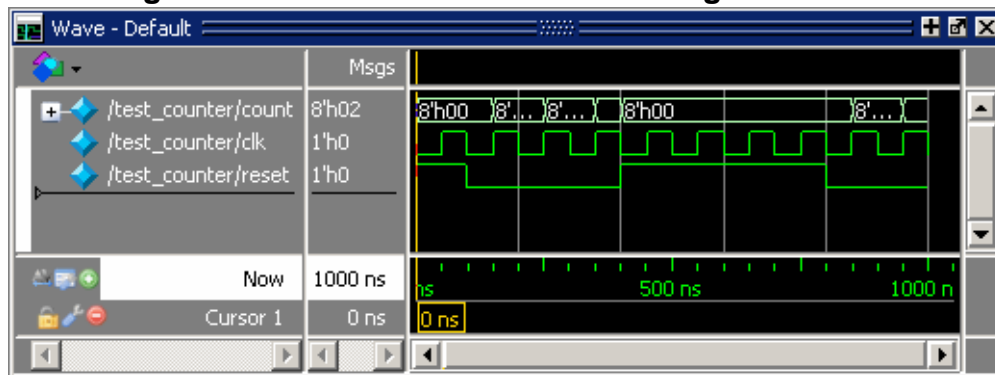 Wave - Default
Msgs
/test_counter/count 8'h02 8'h00 8'... 8'... 8'h00 8'...
/test_counter/clk 1'h0
/test_counter/reset 1'h0
Now 1000 ns ns 500 ns 1000 n
Cursor 1 0 ns 0 ns